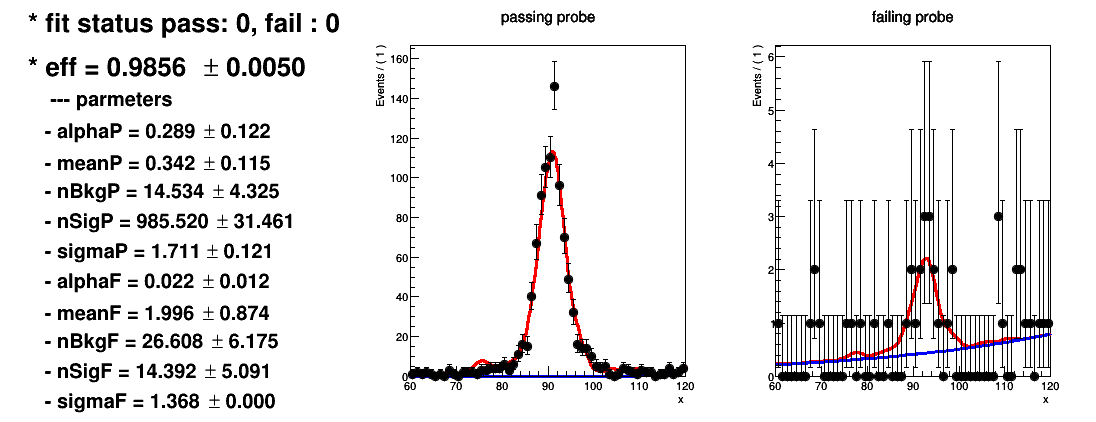 * fit status pass: 0, fail : 0
* eff = 0.9856 ± 0.0050
--- parmeters
- alphaP = 0.289 ± 0.122
- meanP = 0.342 ± 0.115
- nBkgP = 14.534 ± 4.325
- nSigP = 985.520 ± 31.461
- sigmaP = 1.711 ± 0.121
- alphaF = 0.022 ± 0.012
- meanF = 1.996 ± 0.874
- nBkgF = 26.608 ± 6.175
- nSigF = 14.392 ± 5.091
- sigmaF = 1.368 ± 0.000
passing probe
Events / ( 1 )
160
140
120
100
80
60
40
20
0
60 70 80 90 100 110 120
x
failing probe
Events / ( 1 )
6
5
4
3
2
1
0
60 70 80 90 100 110 120
x